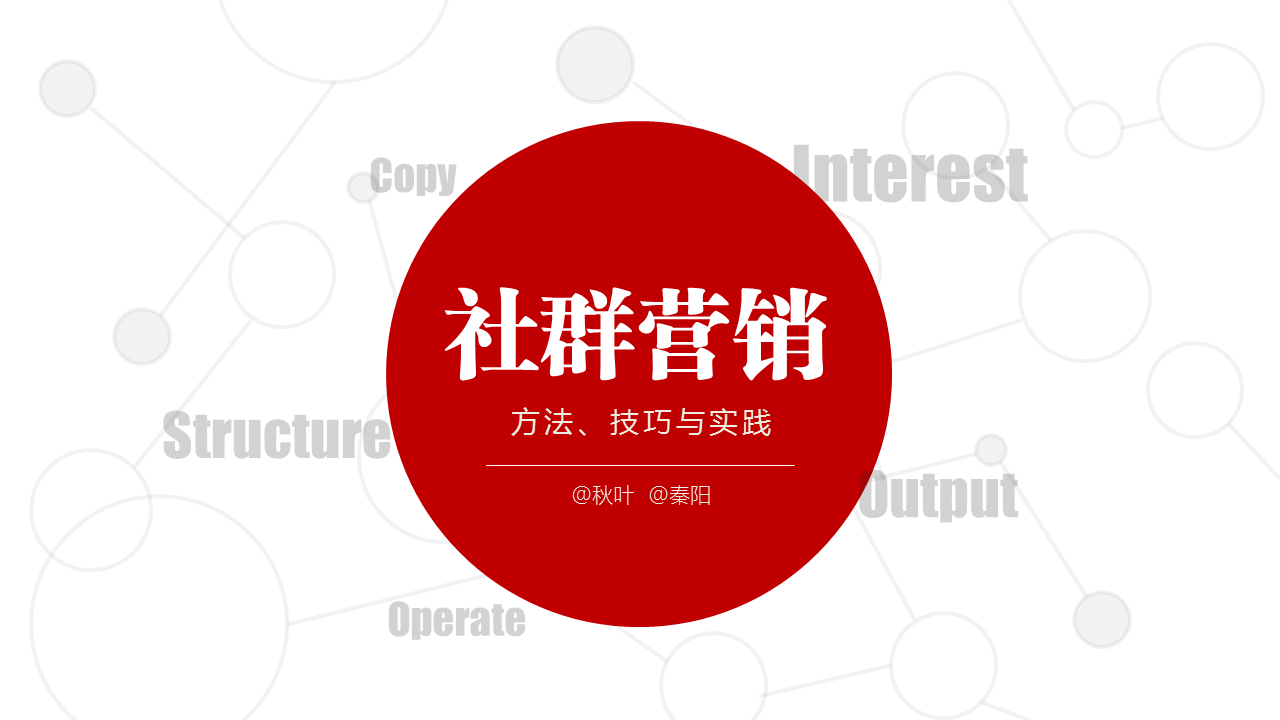 Copy
Interest
社群营销
方法、技巧与实践
Structure
@秋叶 @秦阳
Output
Operate